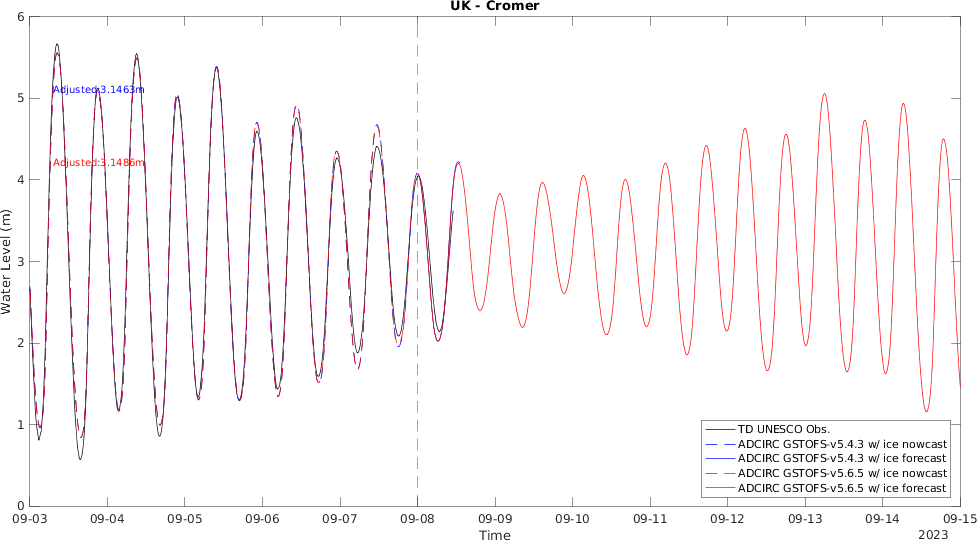 UK - Cromer
6
5
4
3
2
1
0
Water Level (m)
Adjusted:3.1463m
Adjusted:3.1486m
TD UNESCO Obs.
ADCIRC GSTOFS-v5.4.3 w/ ice nowcast
ADCIRC GSTOFS-v5.4.3 w/ ice forecast
ADCIRC GSTOFS-v5.6.5 w/ ice nowcast
ADCIRC GSTOFS-v5.6.5 w/ ice forecast
09-03 09-04 09-05 09-06 09-07 09-08 09-09 09-10 09-11 09-12 09-13 09-14 09-15
Time
2023